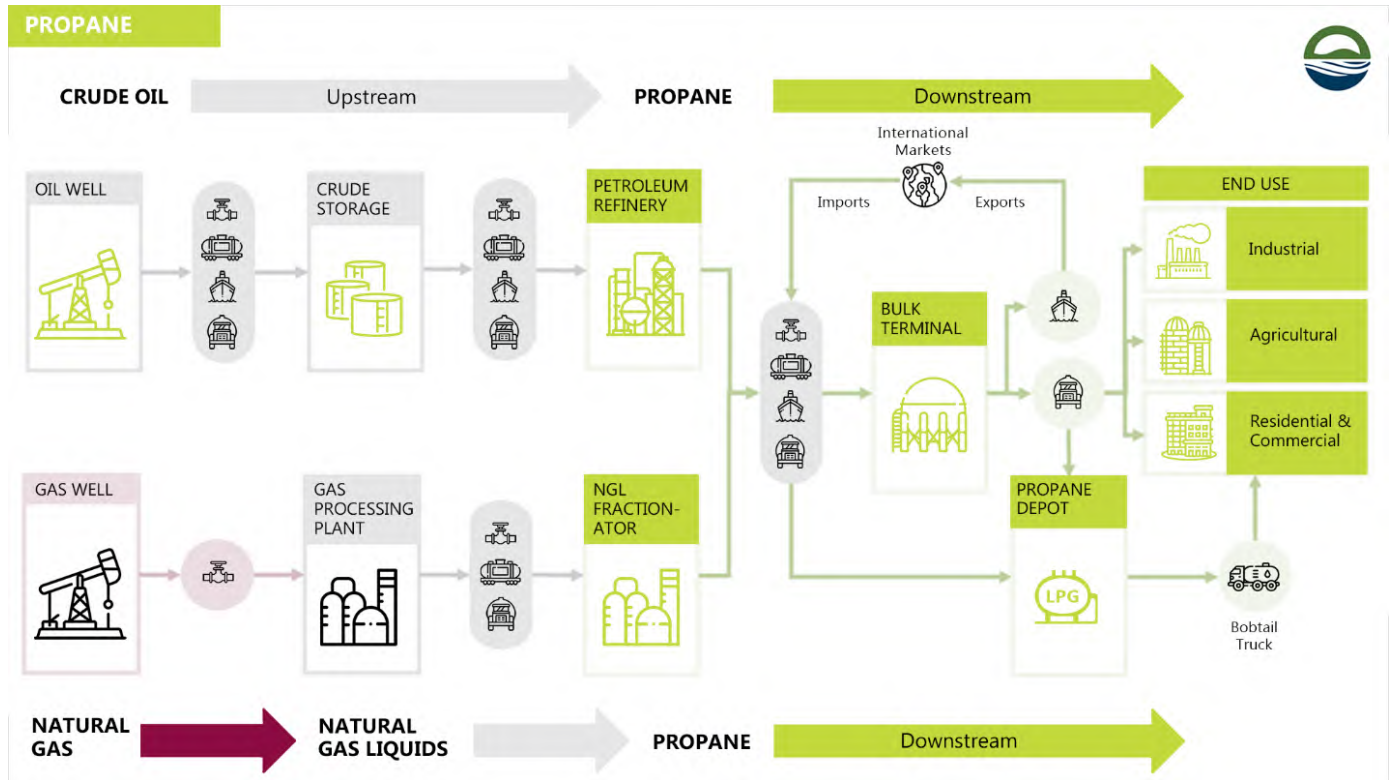 PROPANE
CRUDE OIL
Upstream
PROPANE
Downstream
International
Markets
Imports
Exports
OIL WELL
CRUDE
STORAGE
PETROLEUM
REFINERY
BULK
TERMINAL
END USE
Industrial
Agricultural
Residential &
Commercial
GAS WELL
GAS
PROCESSING
PLANT
NGL
FRACTION-
ATOR
PROPANE
DEPOT
LPG
Bobtail
Truck
NATURAL
GAS
NATURAL
GAS LIQUIDS
PROPANE
Downstream